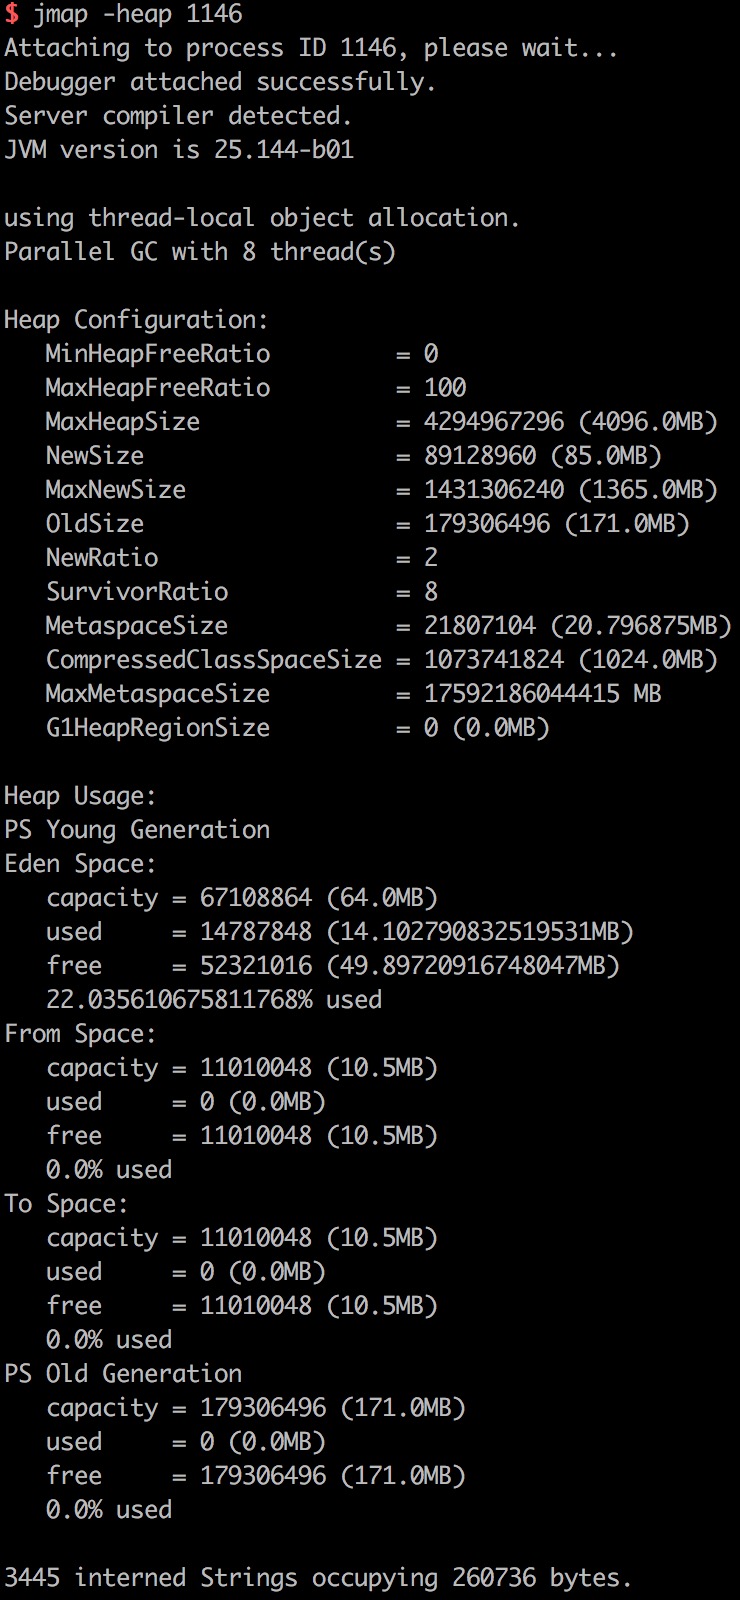 $ jmap -heap 1146
Attaching to process ID 1146, please wait...
Debugger attached successfully.
Server compiler detected.
JVM version is 25.144-b01

using thread-local object allocation.
Parallel GC with 8 thread(s)

Heap Configuration:
   MinHeapFreeRatio         = 0
   MaxHeapFreeRatio         = 100
   MaxHeapSize              = 4294967296 (4096.0MB)
   NewSize                  = 89128960 (85.0MB)
   MaxNewSize               = 1431306240 (1365.0MB)
   OldSize                  = 179306496 (171.0MB)
   NewRatio                 = 2
   SurvivorRatio            = 8
   MetaspaceSize            = 21807104 (20.796875MB)
   CompressedClassSpaceSize = 1073741824 (1024.0MB)
   MaxMetaspaceSize         = 17592186044415 MB
   G1HeapRegionSize         = 0 (0.0MB)

Heap Usage:
PS Young Generation
Eden Space:
   capacity = 67108864 (64.0MB)
   used     = 14787848 (14.102790832519531MB)
   free     = 52321016 (49.89720916748047MB)
   22.035610675811768% used
From Space:
   capacity = 11010048 (10.5MB)
   used     = 0 (0.0MB)
   free     = 11010048 (10.5MB)
   0.0% used
To Space:
   capacity = 11010048 (10.5MB)
   used     = 0 (0.0MB)
   free     = 11010048 (10.5MB)
   0.0% used
PS Old Generation
   capacity = 179306496 (171.0MB)
   used     = 0 (0.0MB)
   free     = 179306496 (171.0MB)
   0.0% used

3445 interned Strings occupying 260736 bytes.